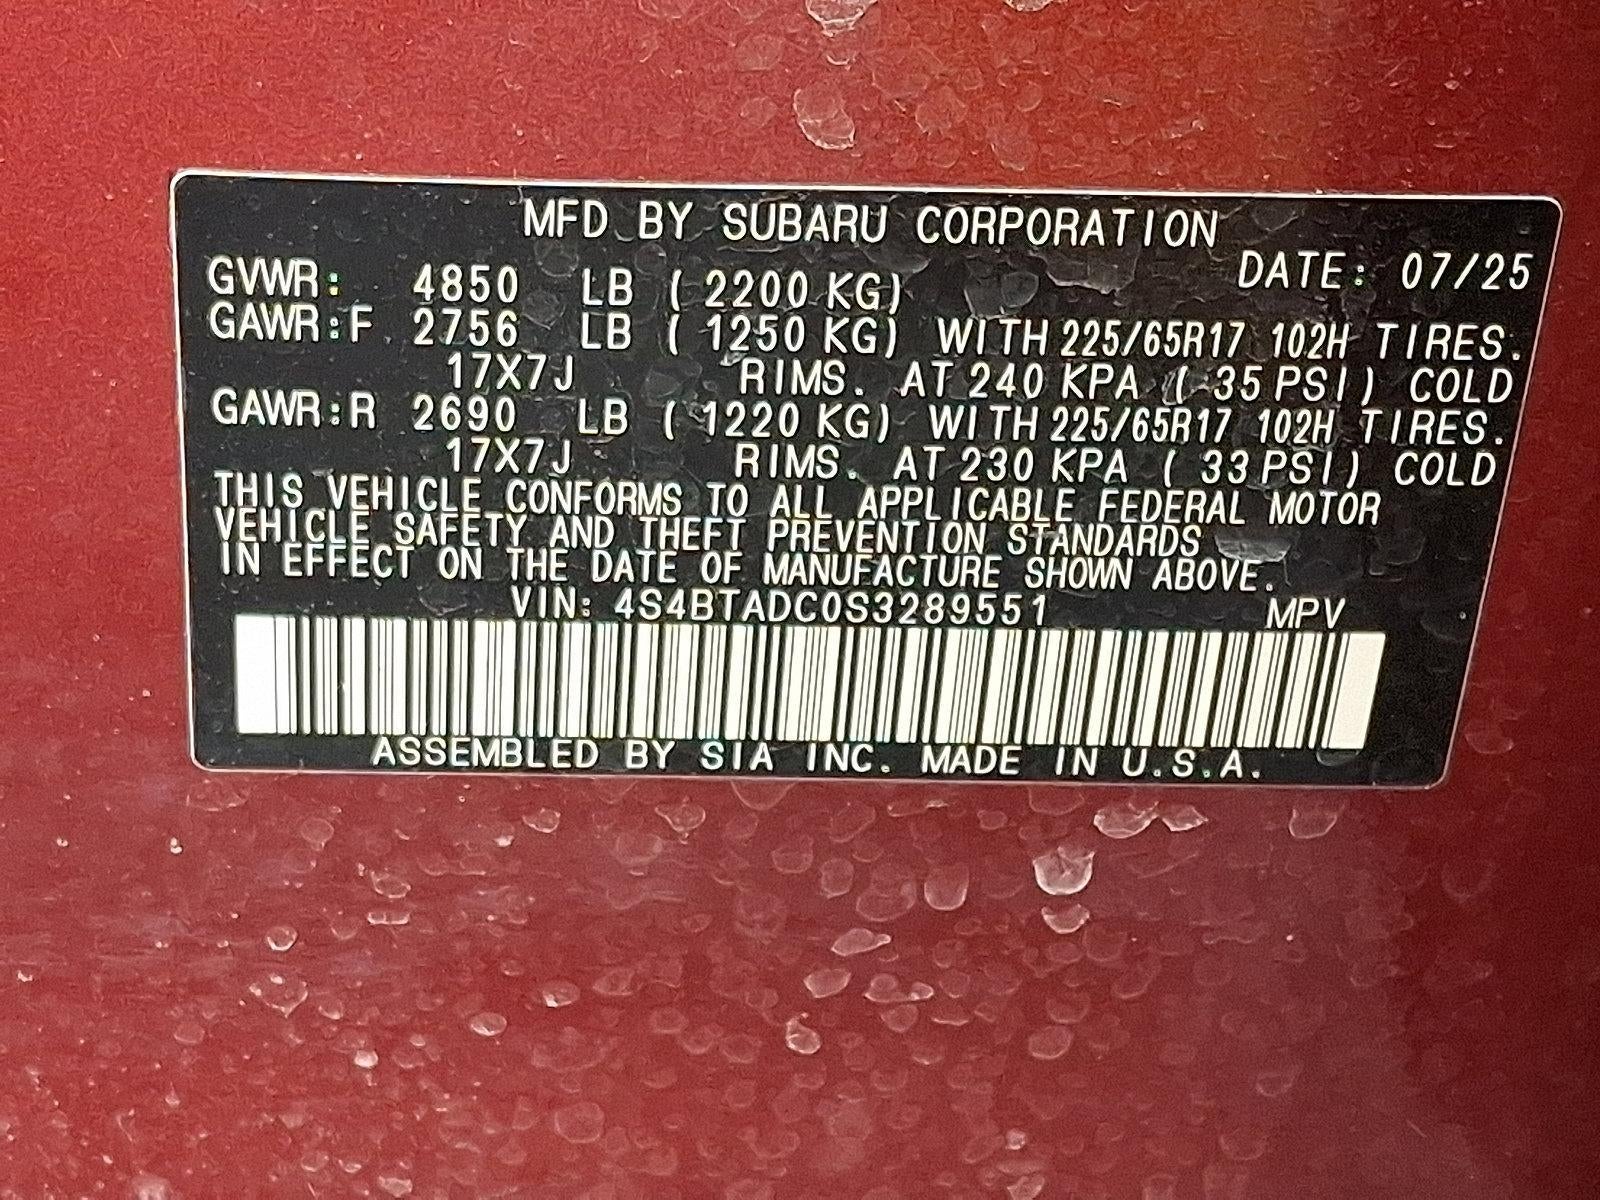 MFD BY SUBARU CORPORATION
DATE: 07/25
GVWR: 4850 LB (2200 KG)
GAWR:F 2756 LB (1250 KG) WITH 225/65R17 102H TIRES.
17X7J RIMS. AT 240 KPA (35 PSI) COLD
GAWR:R 2690 LB (1220 KG) WITH 225/65R17 102H TIRES.
17X7J RIMS. AT 230 KPA (33 PSI) COLD
THIS VEHICLE CONFORMS TO ALL APPLICABLE FEDERAL MOTOR
VEHICLE SAFETY AND THEFT PREVENTION STANDARDS
IN EFFECT ON THE DATE OF MANUFACTURE SHOWN ABOVE.
VIN: 4S4BTADC0S3289551 MPV
ASSEMBLED BY SIA INC. MADE IN U.S.A.